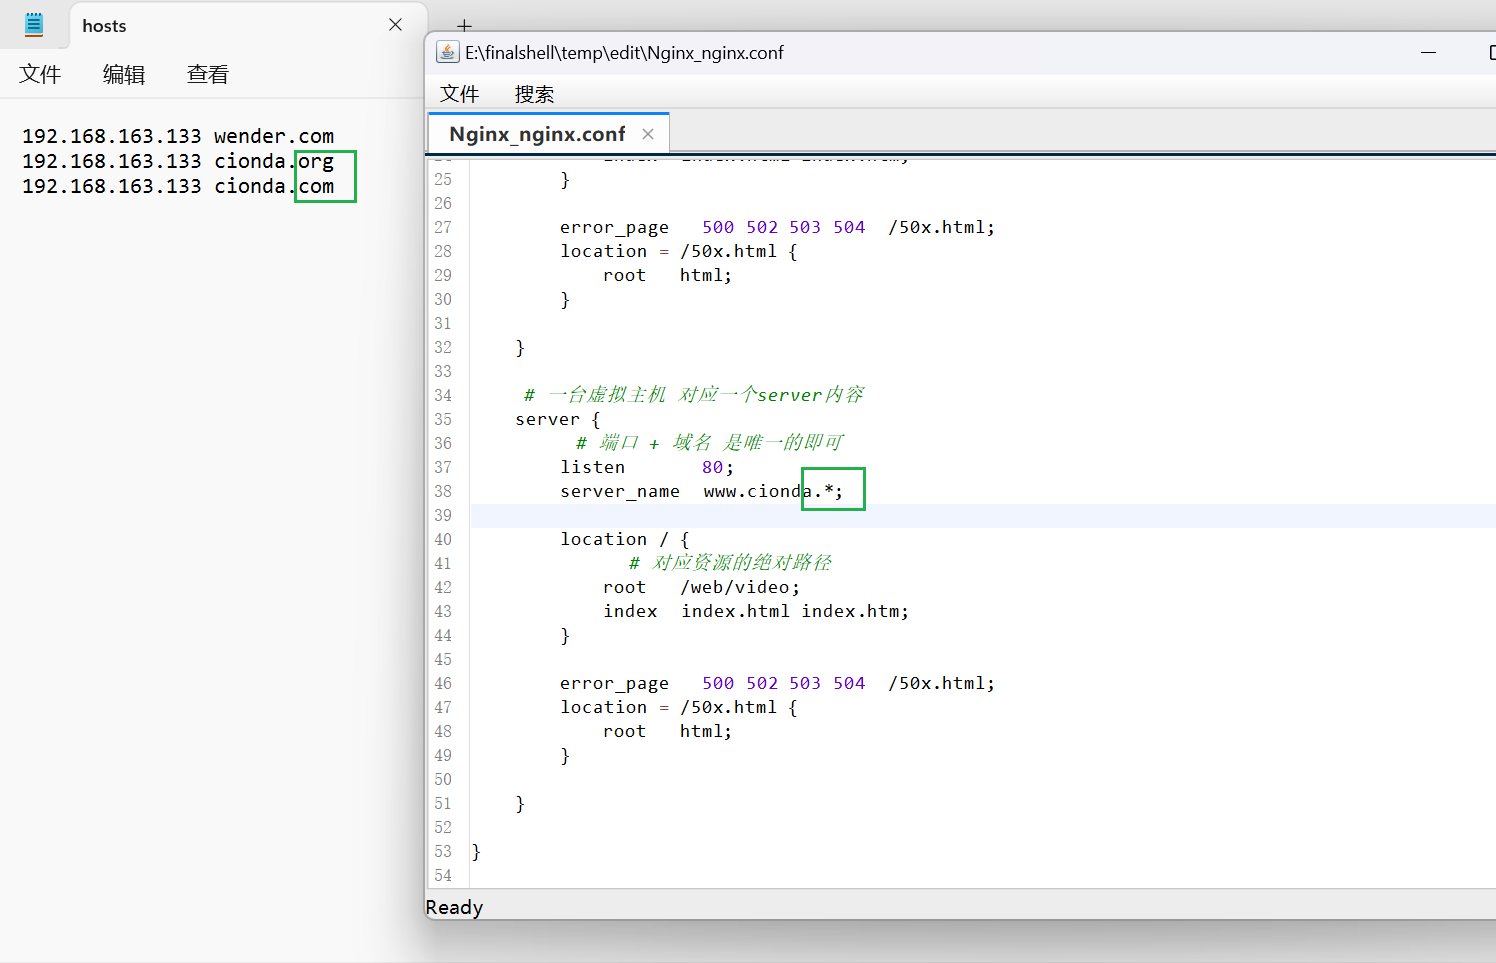 hosts
文件 编辑 查看
192.168.163.133 wender.com
192.168.163.133 cionda.org
192.168.163.133 cionda.com
E:\finalshell\temp\edit\Nginx_nginx.conf
文件 搜索
Nginx_nginx.conf
25 }
26
27 error_page   500 502 503 504  /50x.html;
28 location = /50x.html {
29 root   html;
30 }
31
32 }
33
34 # 一台虚拟主机 对应一个server内容
35 server {
36 # 端口 + 域名 是唯一的即可
37 listen       80;
38 server_name  www.cionda.*;
39
40 location / {
41 # 对应资源的绝对路径
42 root   /web/video;
43 index  index.html index.htm;
44 }
45
46 error_page   500 502 503 504  /50x.html;
47 location = /50x.html {
48 root   html;
49 }
50
51 }
52
53 }
54
Ready